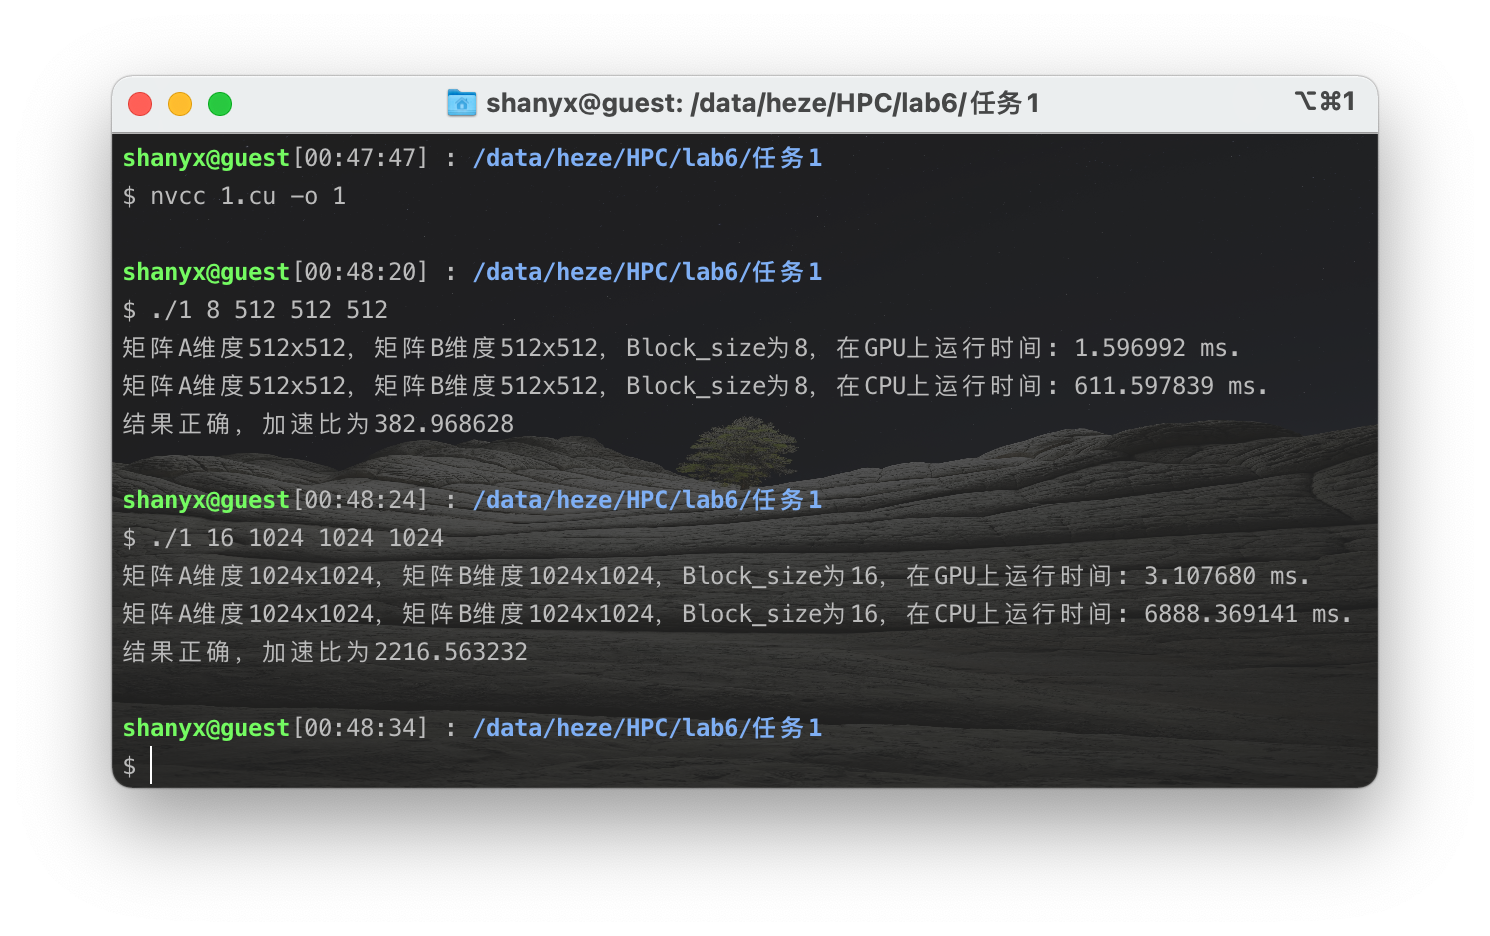 shanyx@guest: /data/heze/HPC/lab6/任务1 ⌥⌘1
shanyx@guest[00:47:47] : /data/heze/HPC/lab6/任务1
$ nvcc 1.cu -o 1
shanyx@guest[00:48:20] : /data/heze/HPC/lab6/任务1
$ ./1 8 512 512 512
矩阵A维度512x512, 矩阵B维度512x512, Block_size为8, 在GPU上运行时间: 1.596992 ms.
矩阵A维度512x512, 矩阵B维度512x512, Block_size为8, 在CPU上运行时间: 611.597839 ms.
结果正确, 加速比为382.968628
shanyx@guest[00:48:24] : /data/heze/HPC/lab6/任务1
$ ./1 16 1024 1024 1024
矩阵A维度1024x1024, 矩阵B维度1024x1024, Block_size为16, 在GPU上运行时间: 3.107680 ms.
矩阵A维度1024x1024, 矩阵B维度1024x1024, Block_size为16, 在CPU上运行时间: 6888.369141 ms.
结果正确, 加速比为2216.563232
shanyx@guest[00:48:34] : /data/heze/HPC/lab6/任务1
$